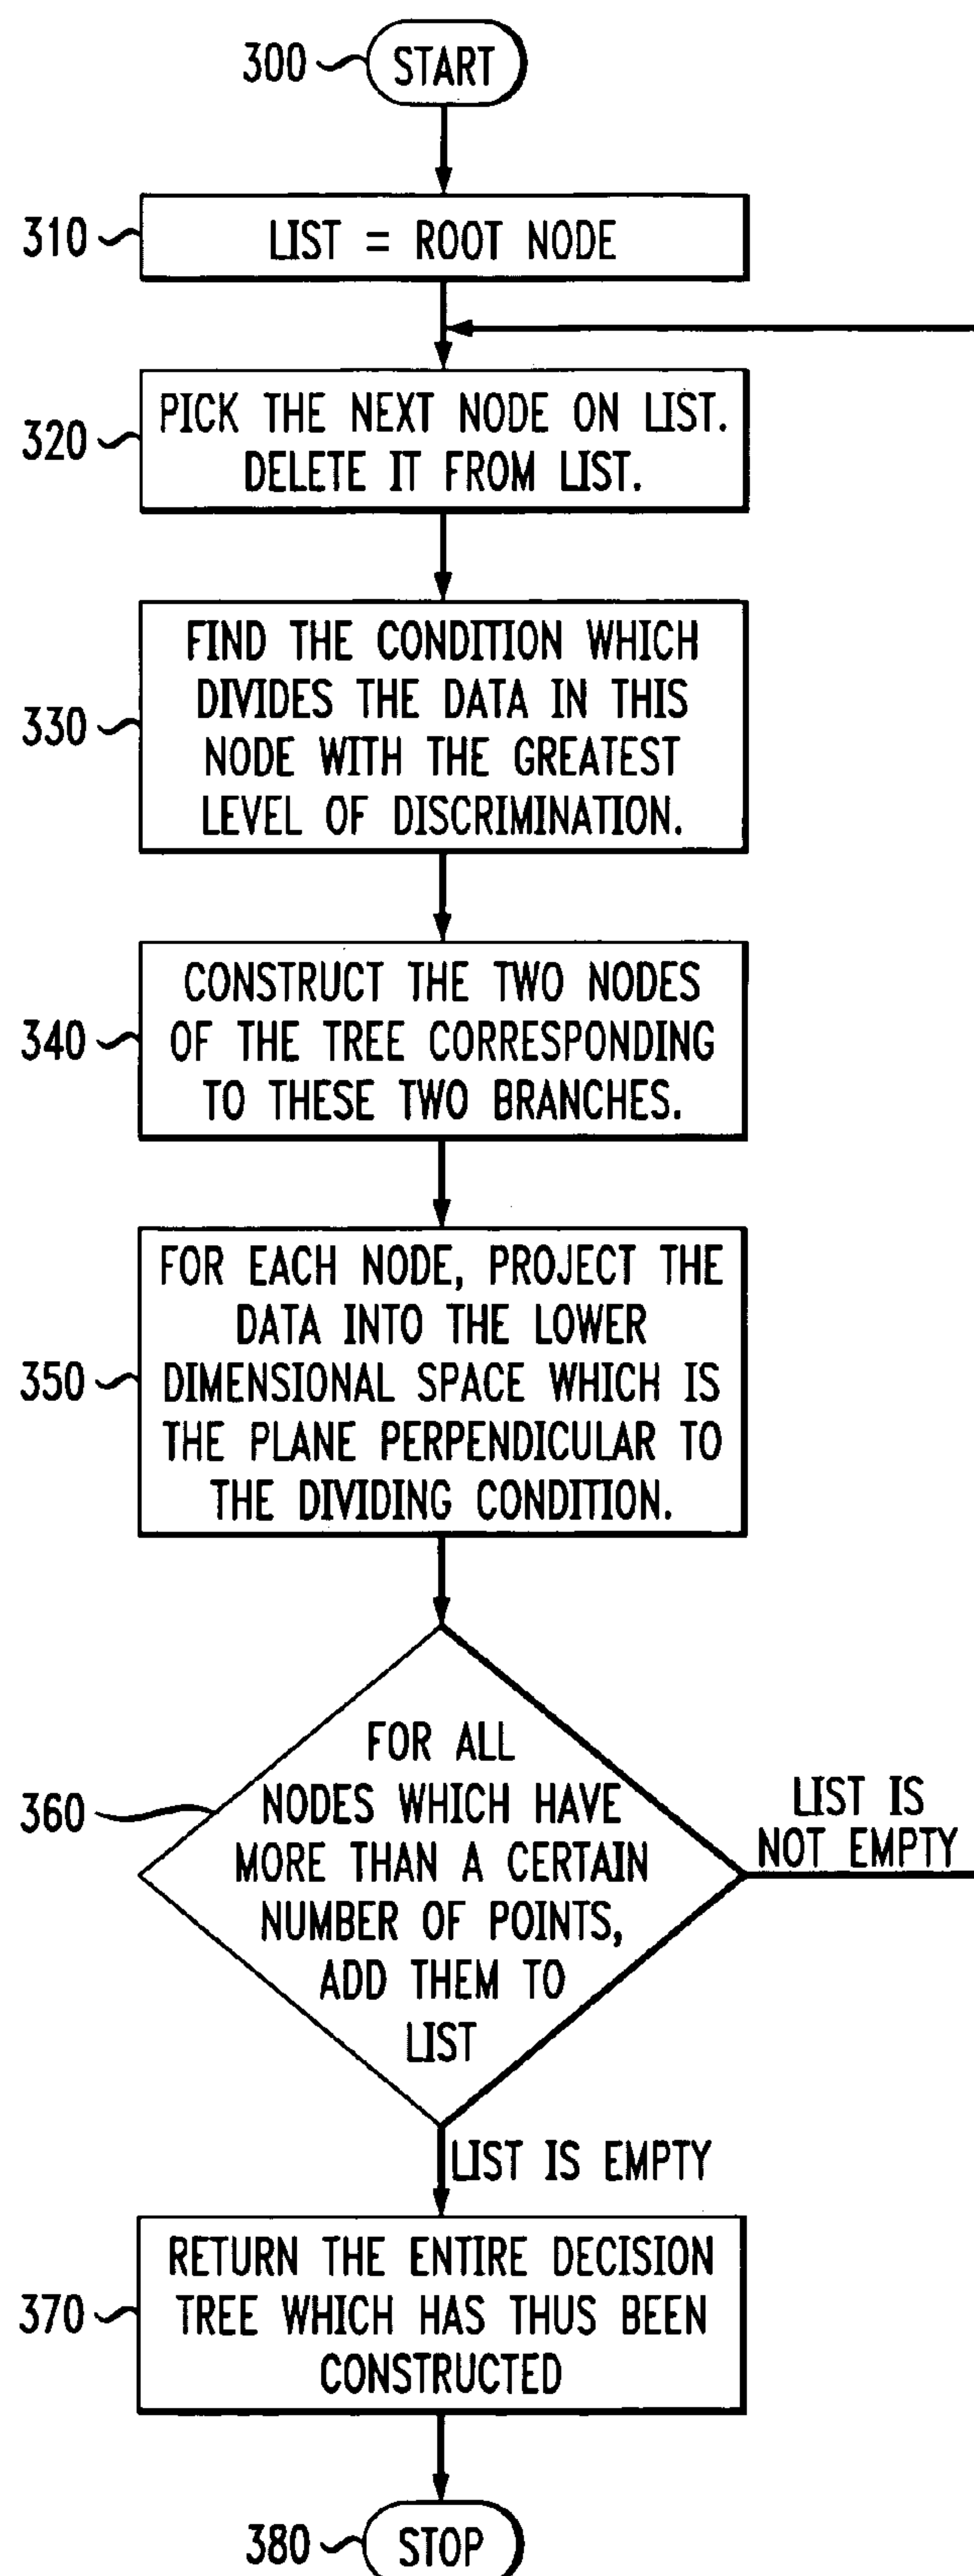 300
START
310
LIST = ROOT NODE
320
PICK THE NEXT NODE ON LIST.
DELETE IT FROM LIST.
330
FIND THE CONDITION WHICH
DIVIDES THE DATA IN THIS
NODE WITH THE GREATEST
LEVEL OF DISCRIMINATION.
340
CONSTRUCT THE TWO NODES
OF THE TREE CORRESPONDING
TO THESE TWO BRANCHES.
350
FOR EACH NODE, PROJECT THE
DATA INTO THE LOWER
DIMENSIONAL SPACE WHICH IS
THE PLANE PERPENDICULAR TO
THE DIVIDING CONDITION.
360
FOR ALL
NODES WHICH HAVE
MORE THAN A CERTAIN
NUMBER OF POINTS,
ADD THEM TO
LIST
LIST IS
NOT EMPTY
LIST IS EMPTY
370
RETURN THE ENTIRE DECISION
TREE WHICH HAS THUS BEEN
CONSTRUCTED
380
STOP